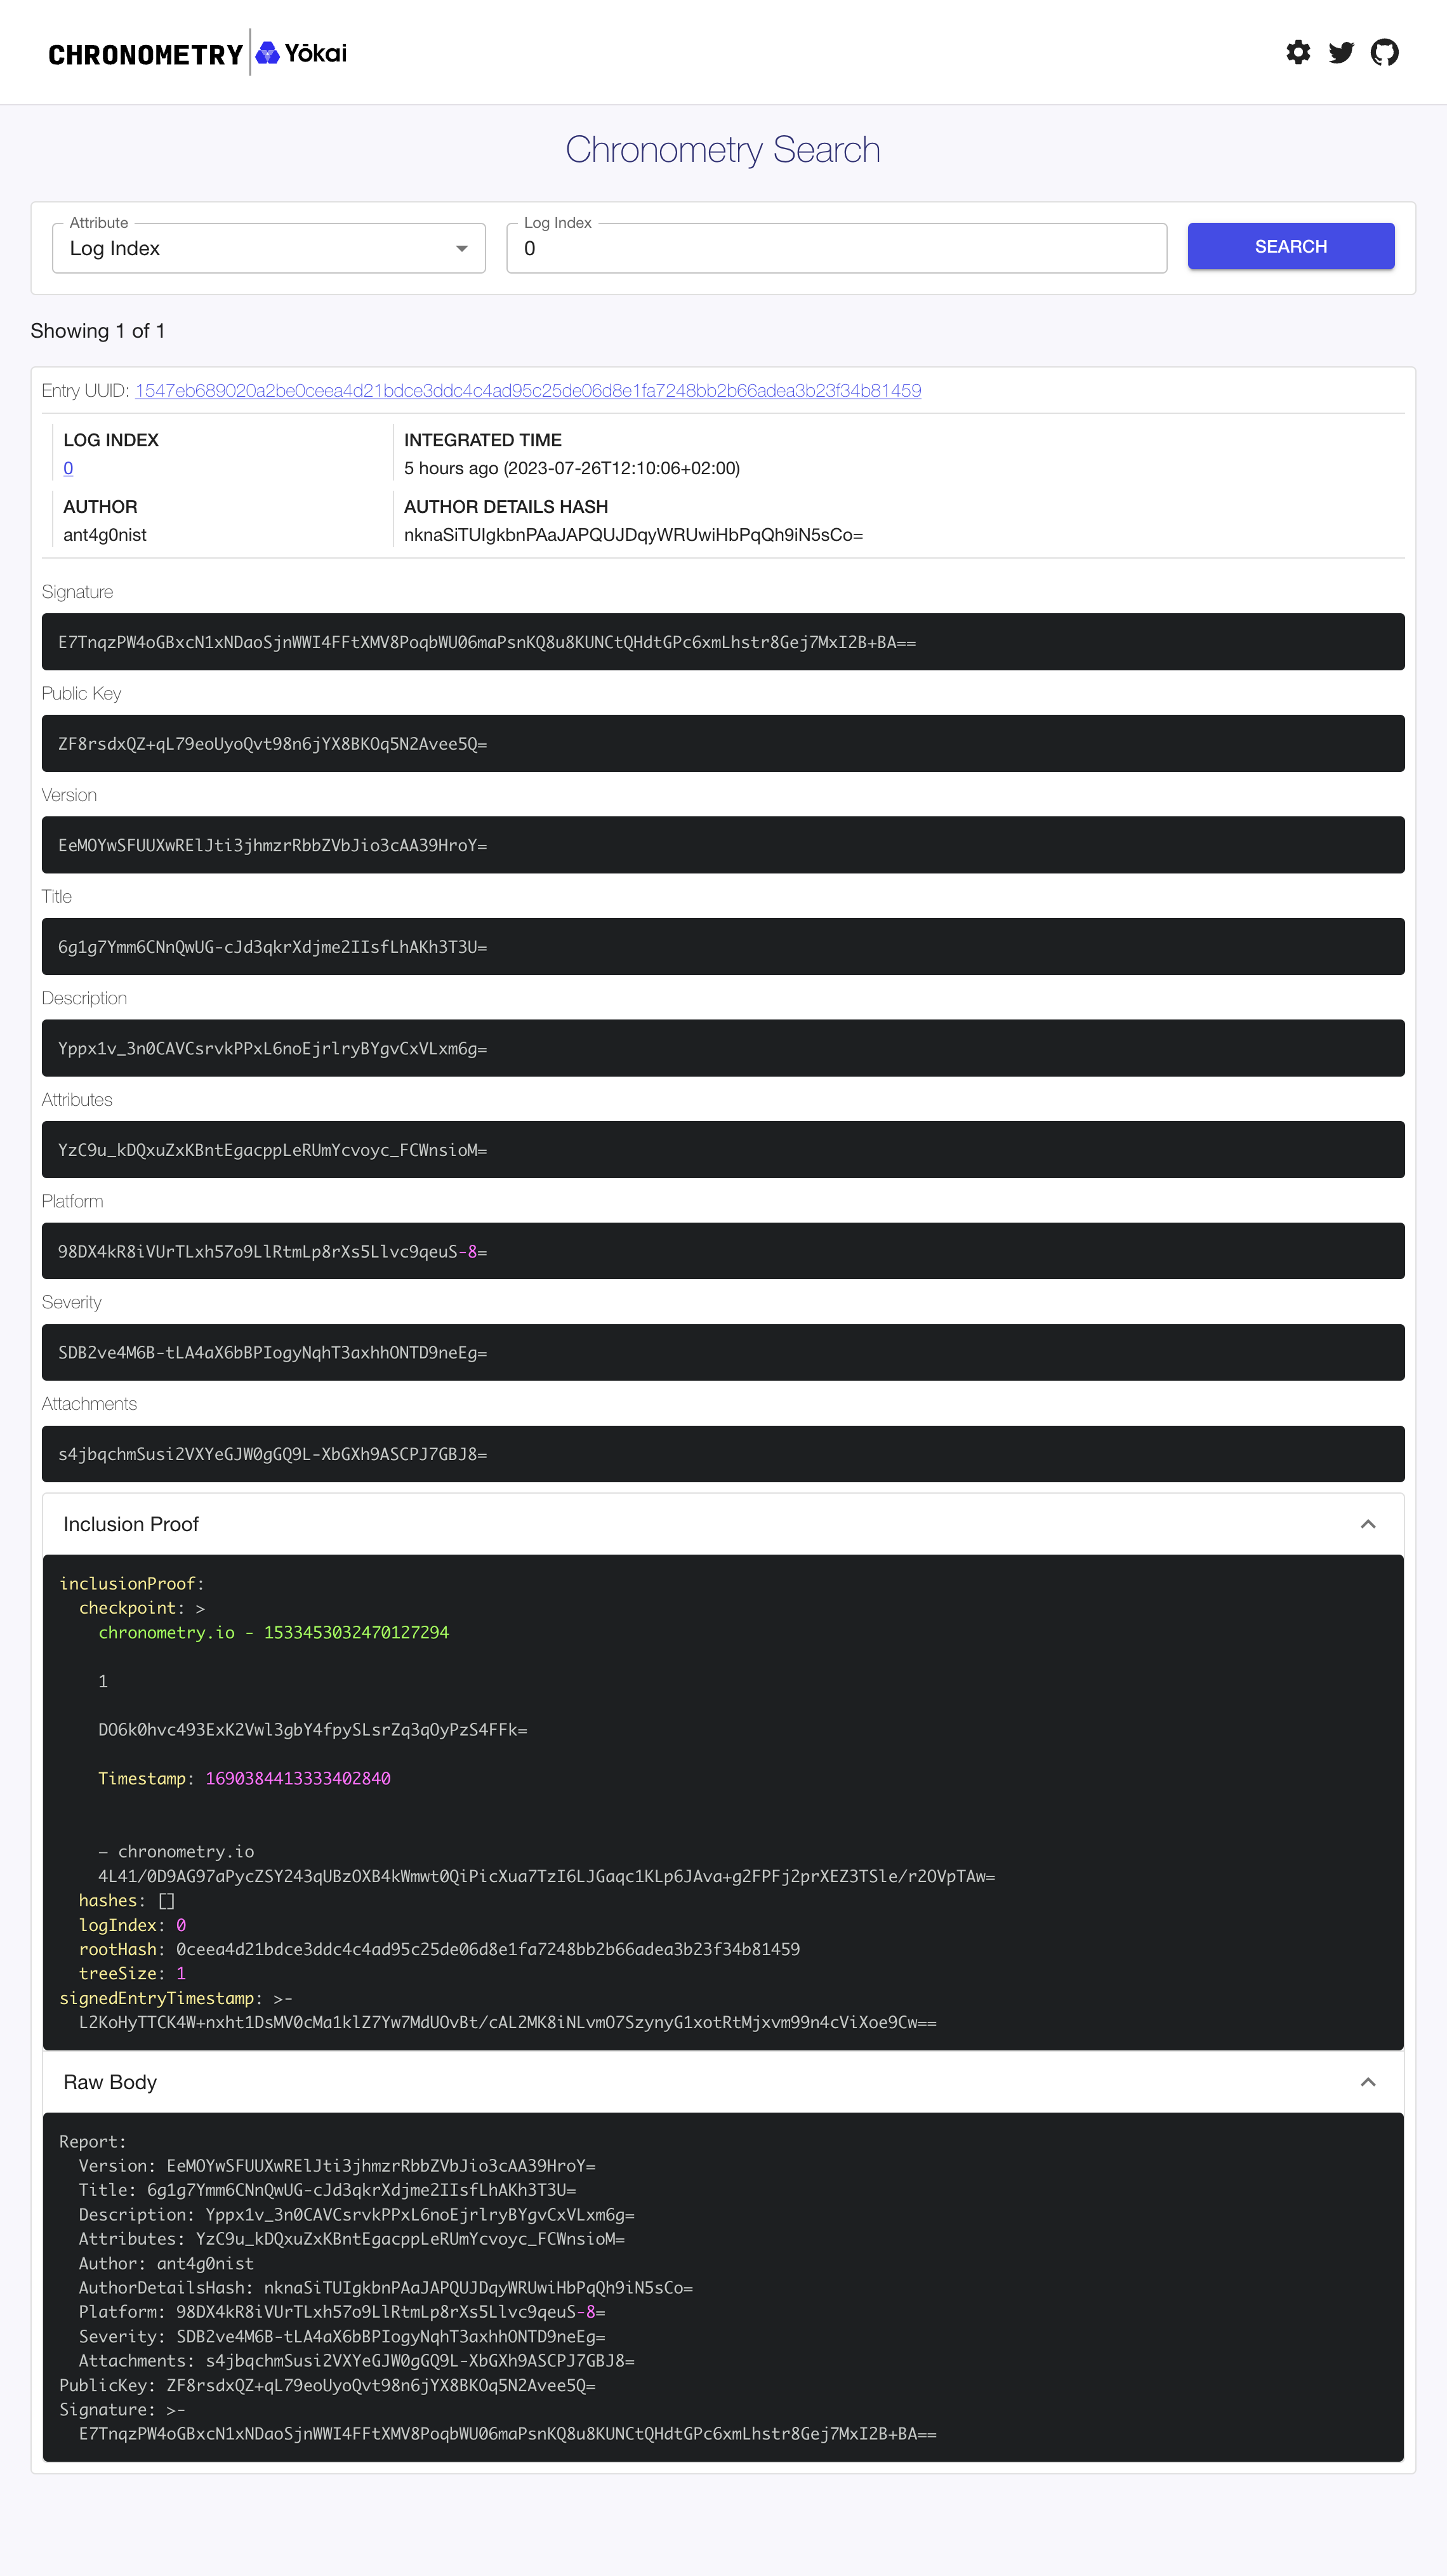 CHRONOMETRY Yōkai
Chronometry Search
Attribute
Log Index
Log Index
0
SEARCH
Showing 1 of 1
Entry UUID: 1547eb689020a2be0ceea4d21bdce3ddc4c4ad95c25de06d8e1fa7248bb2b66adea3b23f34b81459
LOG INDEX
0
INTEGRATED TIME
5 hours ago (2023-07-26T12:10:06+02:00)
AUTHOR
ant4g0nist
AUTHOR DETAILS HASH
nknaSiTUIgkbnPAaJAPQUJDqyWRUwiHbPqQh9iN5sCo=
Signature
E7TnqzPW4oGBxcN1xNDaoSjnWWI4FFtXMV8PoqbWU06maPsnKQ8u8KUNCtQHdtGPc6xmLhstr8Gej7MxI2B+BA==
Public Key
ZF8rsdxQZ+qL79eoUyoQvt98n6jYX8BKOq5N2Avee5Q=
Version
EeMOYwSFUUXwRElJti3jhmzrRbbZVbJio3cAA39HroY=
Title
6g1g7Ymm6CNnQwUG-cJd3qkrXdjme2IIsfLhAKh3T3U=
Description
Yppx1v_3n0CAVCsrvkPPxL6noEjrlryBYgvCxVLxm6g=
Attributes
YzC9u_kDQxuZxKBntEgacppLeRUmYcvoyc_FCWnsioM=
Platform
98DX4kR8iVUrTLxh57o9LlRtmLp8rXs5Llvc9qeuS-8=
Severity
SDB2ve4M6B-tLA4aX6bBPIogyNqhT3axhhONTD9neEg=
Attachments
s4jbqchmSusi2VXYeGJW0gGQ9L-XbGXh9ASCPJ7GBJ8=
Inclusion Proof
inclusionProof:
checkpoint: >
chronometry.io - 1533453032470127294
1
DO6k0hvc493ExK2Vwl3gbY4fpySLsrZq3qOyPzS4FFk=
Timestamp: 1690384413333402840
— chronometry.io
4L41/0D9AG97aPycZSY243qUBzOXB4kWmwt0QiPicXua7TzI6LJGaqc1KLp6JAva+g2FPFj2prXEZ3TSle/r2OVpTAw=
hashes: []
logIndex: 0
rootHash: 0ceea4d21bdce3ddc4c4ad95c25de06d8e1fa7248bb2b66adea3b23f34b81459
treeSize: 1
signedEntryTimestamp: >-
L2KoHyTTCK4W+nxht1DsMV0cMa1klZ7Yw7MdUOvBt/cAL2MK8iNLvmO7SzynyG1xotRtMjxvm99n4cViXoe9Cw==
Raw Body
Report:
Version: EeMOYwSFUUXwRElJti3jhmzrRbbZVbJio3cAA39HroY=
Title: 6g1g7Ymm6CNnQwUG-cJd3qkrXdjme2IIsfLhAKh3T3U=
Description: Yppx1v_3n0CAVCsrvkPPxL6noEjrlryBYgvCxVLxm6g=
Attributes: YzC9u_kDQxuZxKBntEgacppLeRUmYcvoyc_FCWnsioM=
Author: ant4g0nist
AuthorDetailsHash: nknaSiTUIgkbnPAaJAPQUJDqyWRUwiHbPqQh9iN5sCo=
Platform: 98DX4kR8iVUrTLxh57o9LlRtmLp8rXs5Llvc9qeuS-8=
Severity: SDB2ve4M6B-tLA4aX6bBPIogyNqhT3axhhONTD9neEg=
Attachments: s4jbqchmSusi2VXYeGJW0gGQ9L-XbGXh9ASCPJ7GBJ8=
PublicKey: ZF8rsdxQZ+qL79eoUyoQvt98n6jYX8BKOq5N2Avee5Q=
Signature: >-
E7TnqzPW4oGBxcN1xNDaoSjnWWI4FFtXMV8PoqbWU06maPsnKQ8u8KUNCtQHdtGPc6xmLhstr8Gej7MxI2B+BA==